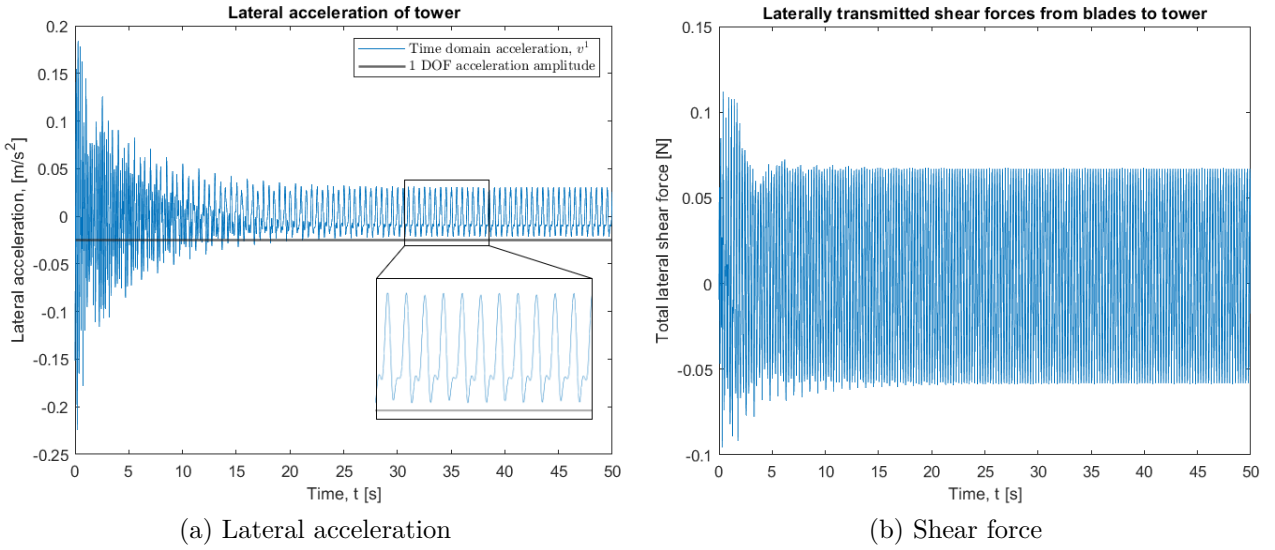 Lateral acceleration of tower
0.2
0.15
0.1
0.05
0
-0.05
-0.1
-0.15
-0.2
-0.25
Lateral acceleration, [m/s²]
Time domain acceleration, v¹
1 DOF acceleration amplitude
0 5 10 15 20 25 30 35 40 45 50
Time, t [s]
(a) Lateral acceleration
Laterally transmitted shear forces from blades to tower
0.15
0.1
0.05
0
-0.05
-0.1
Total lateral shear force [N]
0 5 10 15 20 25 30 35 40 45 50
Time, t [s]
(b) Shear force